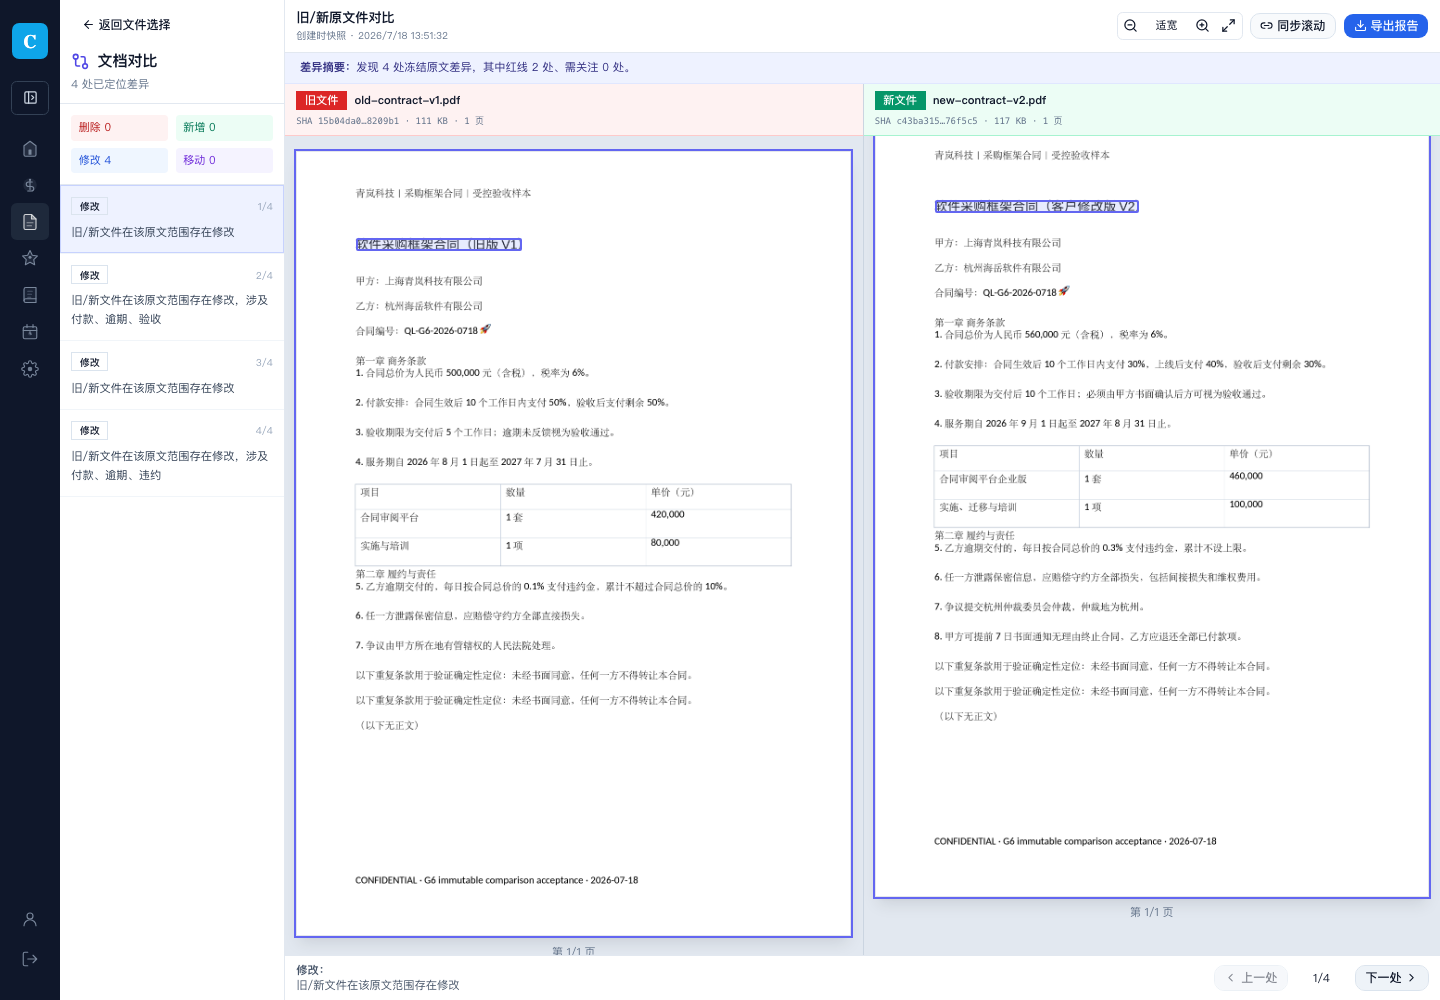 C
返回文件选择
文档对比
4 处已定位差异
删除 0
新增 0
修改 4
移动 0
修改
1/4
旧/新文件在该原文范围存在修改
修改
2/4
旧/新文件在该原文范围存在修改，涉及
付款、逾期、验收
修改
3/4
旧/新文件在该原文范围存在修改
修改
4/4
旧/新文件在该原文范围存在修改，涉及
付款、逾期、违约
旧/新原文件对比
创建时快照 · 2026/7/18 13:51:32
适宽
同步滚动
导出报告
差异摘要：发现 4 处冻结原文差异，其中红线 2 处、需关注 0 处。
旧文件 old-contract-v1.pdf
SHA 15b04da0…8209b1 · 111 KB · 1 页
青岚科技 | 采购框架合同 | 受控验收样本
软件采购框架合同（旧版 V1）
甲方：上海青岚科技有限公司
乙方：杭州海岳软件有限公司
合同编号：QL-G6-2026-0718 🚀
第一章 商务条款
1. 合同总价为人民币 500,000 元（含税），税率为 6%。
2. 付款安排：合同生效后 10 个工作日内支付 50%，验收后支付剩余 50%。
3. 验收期限为交付后 5 个工作日；逾期未反馈视为验收通过。
4. 服务期自 2026 年 8 月 1 日起至 2027 年 7 月 31 日止。
项目 数量 单价（元）
合同审阅平台 1 套 420,000
实施与培训 1 项 80,000
第二章 履约与责任
5. 乙方逾期交付的，每日按合同总价的 0.1% 支付违约金，累计不超过合同总价的 10%。
6. 任一方泄露保密信息，应赔偿守约方全部直接损失。
7. 争议由甲方所在地有管辖权的人民法院处理。
以下重复条款用于验证确定性定位：未经书面同意，任何一方不得转让本合同。
以下重复条款用于验证确定性定位：未经书面同意，任何一方不得转让本合同。
（以下无正文）
CONFIDENTIAL · G6 immutable comparison acceptance · 2026-07-18
第 1/1 页
新文件 new-contract-v2.pdf
SHA c43ba315…76f5c5 · 117 KB · 1 页
青岚科技 | 采购框架合同 | 受控验收样本
软件采购框架合同（客户修改版 V2）
甲方：上海青岚科技有限公司
乙方：杭州海岳软件有限公司
合同编号：QL-G6-2026-0718 🚀
第一章 商务条款
1. 合同总价为人民币 560,000 元（含税），税率为 6%。
2. 付款安排：合同生效后 10 个工作日内支付 30%，上线后支付 40%，验收后支付剩余 30%。
3. 验收期限为交付后 10 个工作日；必须由甲方书面确认后方可视为验收通过。
4. 服务期自 2026 年 9 月 1 日起至 2027 年 8 月 31 日止。
项目 数量 单价（元）
合同审阅平台企业版 1 套 460,000
实施、迁移与培训 1 项 100,000
第二章 履约与责任
5. 乙方逾期交付的，每日按合同总价的 0.3% 支付违约金，累计不设上限。
6. 任一方泄露保密信息，应赔偿守约方全部损失，包括间接损失和维权费用。
7. 争议提交杭州仲裁委员会仲裁，仲裁地为杭州。
8. 甲方可提前 7 日书面通知无理由终止合同，乙方应退还全部已付款项。
以下重复条款用于验证确定性定位：未经书面同意，任何一方不得转让本合同。
以下重复条款用于验证确定性定位：未经书面同意，任何一方不得转让本合同。
（以下无正文）
CONFIDENTIAL · G6 immutable comparison acceptance · 2026-07-18
第 1/1 页
修改：
旧/新文件在该原文范围存在修改
上一处
1/4
下一处